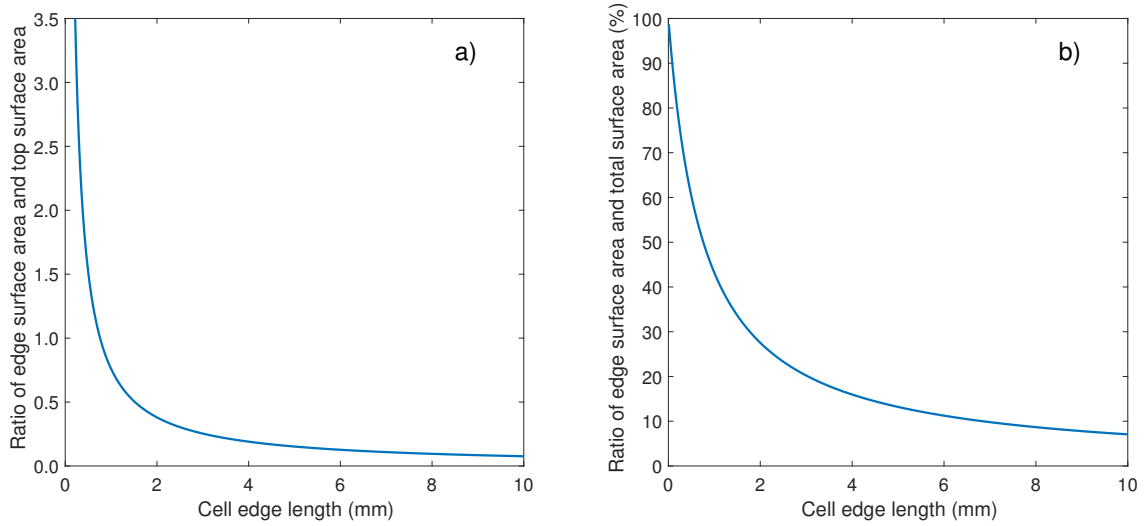 Ratio of edge surface area and top surface area
3.5
3.0
2.5
2.0
1.5
1.0
0.5
0.0
0 2 4 6 8 10
Cell edge length (mm)
a)
Ratio of edge surface area and total surface area (%)
100
90
80
70
60
50
40
30
20
10
0
0 2 4 6 8 10
Cell edge length (mm)
b)